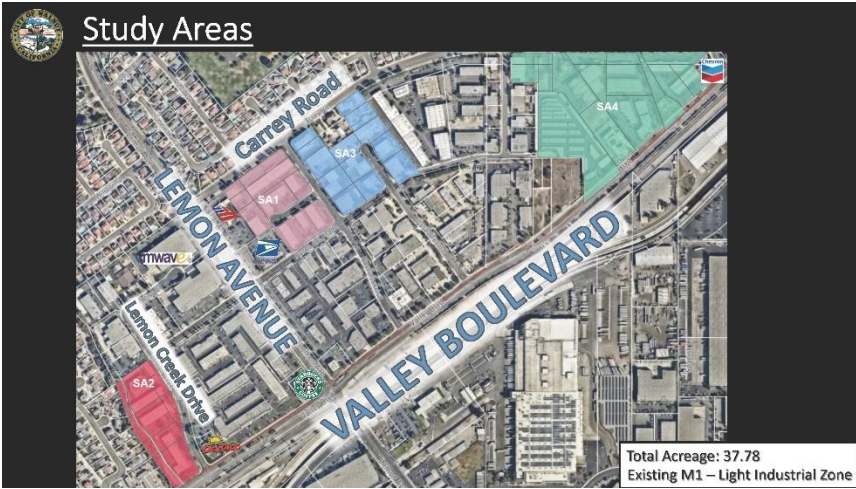 Study Areas
Chevron
SA4
Carrey Road
SA3
SA1
LEMON AVENUE
mwave
Lemon Creek Drive
VALLEY BOULEVARD
SA2
Total Acreage: 37.78
Existing M1 – Light Industrial Zone